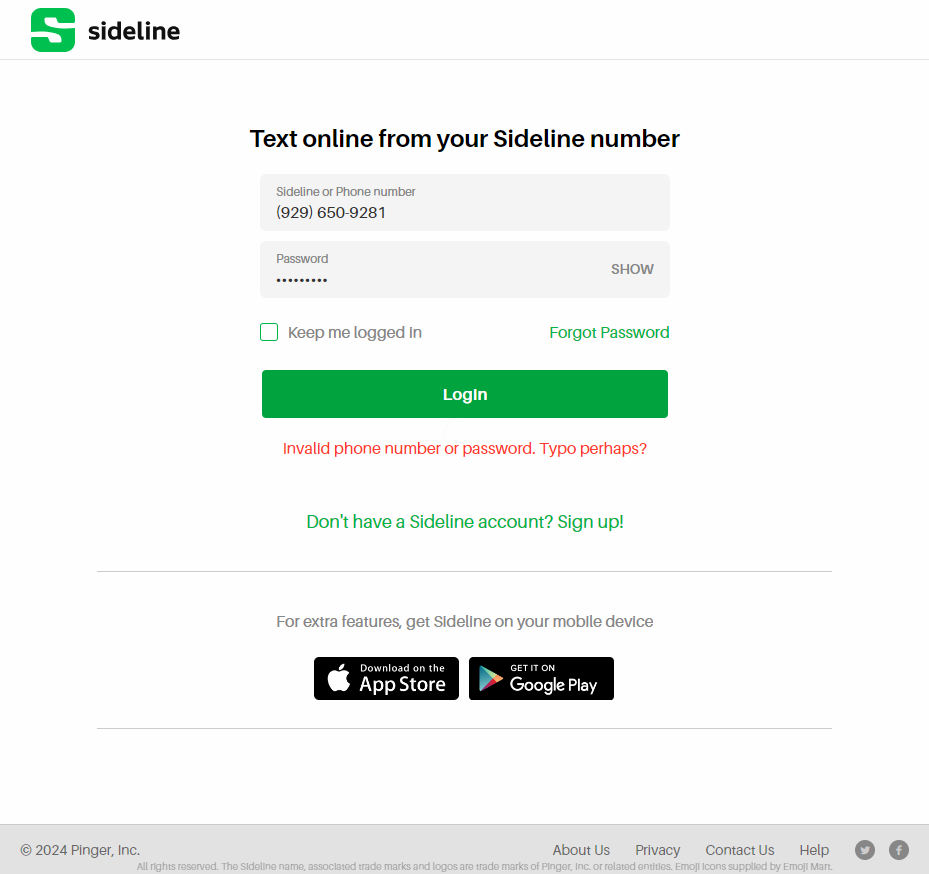 sideline
Text online from your Sideline number
Sideline or Phone number
(929) 650-9281
Password
•••••••••
SHOW
Keep me logged in
Forgot Password
Login
Invalid phone number or password. Typo perhaps?
Don't have a Sideline account? Sign up!
For extra features, get Sideline on your mobile device
Download on the
App Store
GET IT ON
Google Play
© 2024 Pinger, Inc.
About Us
Privacy
Contact Us
Help
All rights reserved. The Sideline name, associated trade marks and logos are trade marks of Pinger, Inc. or related entities. Emoji icons supplied by Emoji Man.